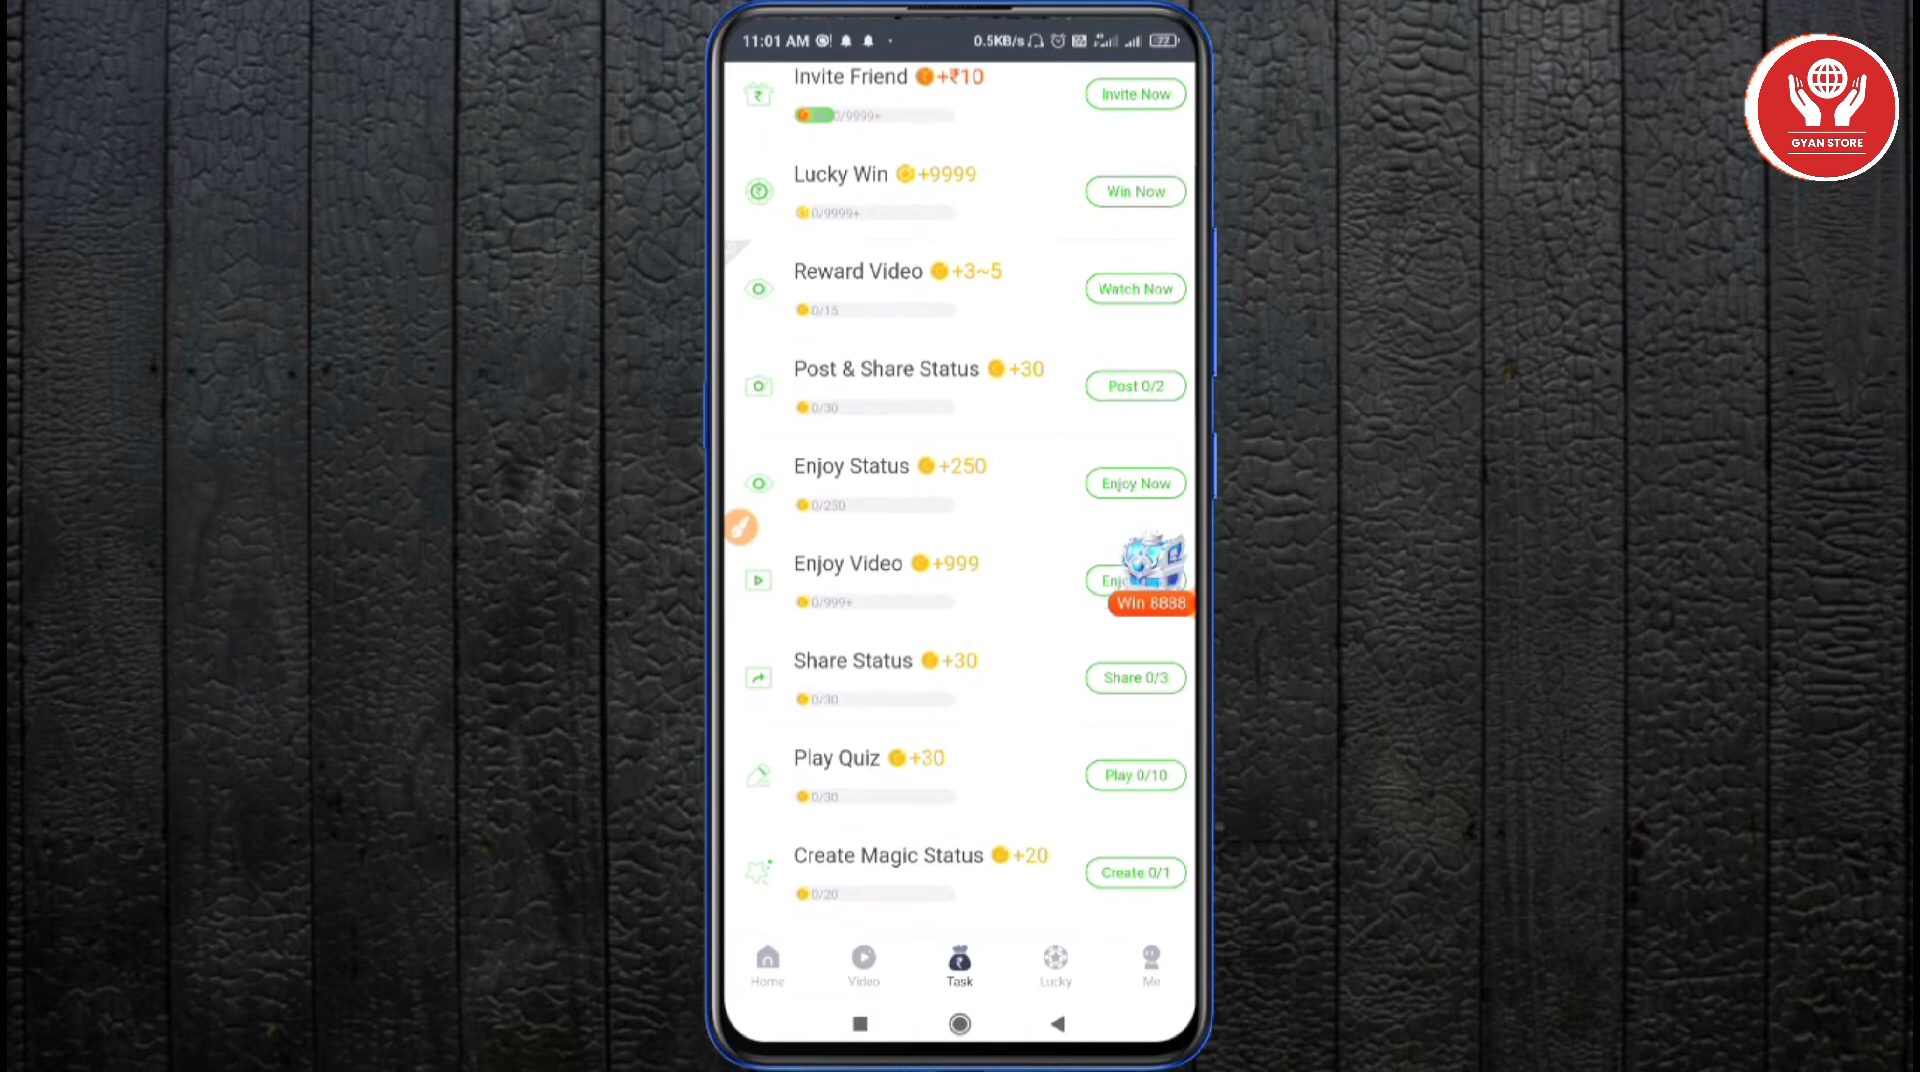 11:01 AM
0.5KB/s
77
Invite Friend +₹10
0/9999+
Invite Now
Lucky Win +9999
0/9999+
Win Now
Reward Video +3~5
0/15
Watch Now
Post & Share Status +30
0/30
Post 0/2
Enjoy Status +250
0/250
Enjoy Now
Enjoy Video +999
0/999+
Enj
Win 8888
Share Status +30
0/30
Share 0/3
Play Quiz +30
0/30
Play 0/10
Create Magic Status +20
0/20
Create 0/1
Home
Video
Task
Lucky
Me
GYAN STORE